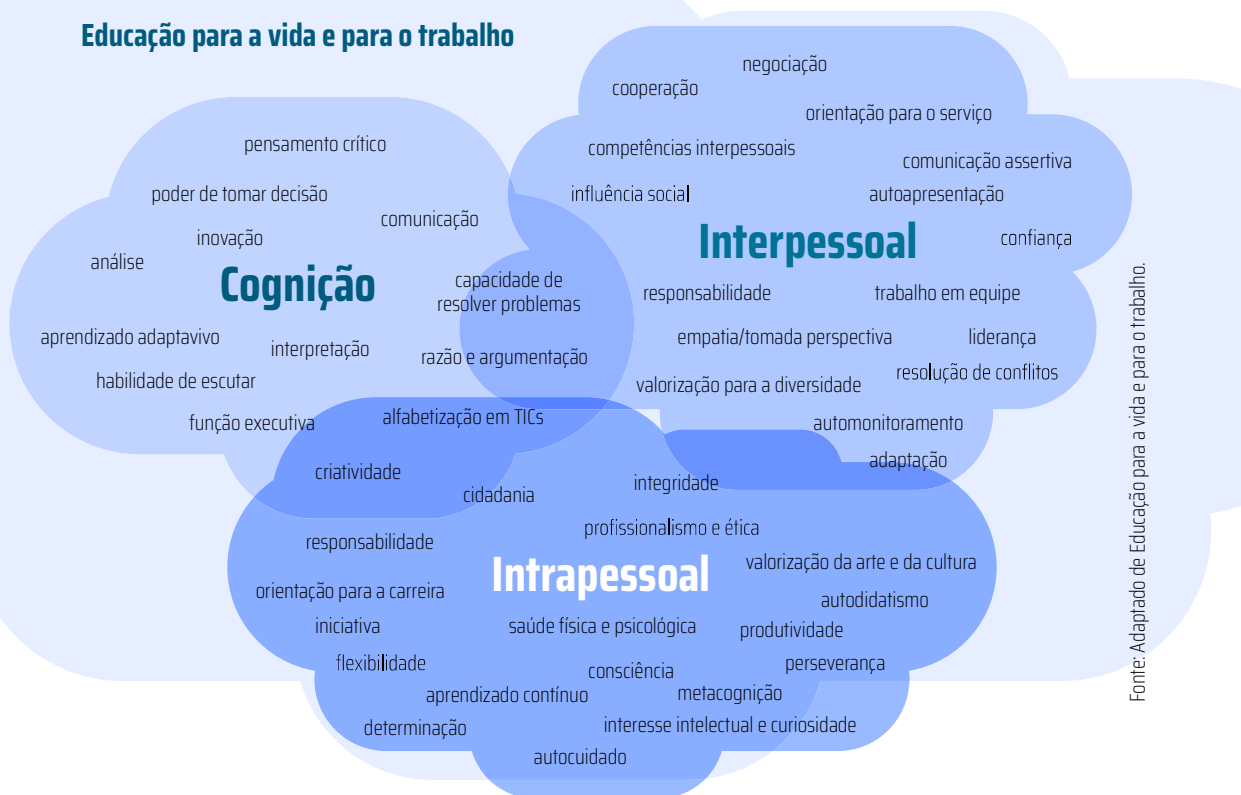 Educação para a vida e para o trabalho
pensamento crítico
poder de tomar decisão
comunicação
inovação
análise
Cognição
capacidade de
resolver problemas
aprendizado adaptavivo
interpretação
razão e argumentação
habilidade de escutar
função executiva
alfabetização em TICs
negociação
cooperação
orientação para o serviço
competências interpessoais
comunicação assertiva
influência social
autoapresentação
Interpessoal
confiança
responsabilidade
trabalho em equipe
empatia/tomada perspectiva
liderança
valorização para a diversidade
resolução de conflitos
automonitoramento
adaptação
criatividade
cidadania
integridade
profissionalismo e ética
responsabilidade
Intrapessoal
valorização da arte e da cultura
orientação para a carreira
autodidatismo
iniciativa
saúde física e psicológica
produtividade
flexibilidade
consciência
perseverança
aprendizado contínuo
metacognição
determinação
interesse intelectual e curiosidade
autocuidado
Fonte: Adaptado de Educação para a vida e para o trabalho.